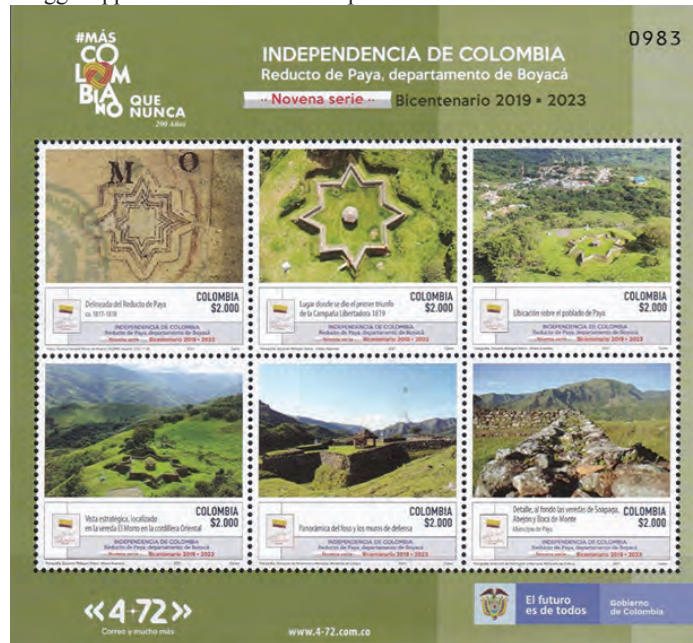 #MÁS
COLOMBIANO
QUE
NUNCA
200 Años
INDEPENDENCIA DE COLOMBIA
Reducto de Paya, departamento de Boyacá
Novena serie Bicentenario 2019 • 2023
0983
M O
Delineada del Reducto de Paya
ca. 1817-1818
COLOMBIA
$2.000
INDEPENDENCIA DE COLOMBIA
Reducto de Paya, departamento de Boyacá
Novena serie Bicentenario 2019 • 2023
Lugar donde se dio el primer triunfo
de la Campaña Libertadora 1819
COLOMBIA
$2.000
INDEPENDENCIA DE COLOMBIA
Reducto de Paya, departamento de Boyacá
Novena serie Bicentenario 2019 • 2023
Ubicación sobre el poblado de Paya
COLOMBIA
$2.000
INDEPENDENCIA DE COLOMBIA
Reducto de Paya, departamento de Boyacá
Novena serie Bicentenario 2019 • 2023
Vista estratégica, localizado
en la vereda El Morro en la cordillera Oriental
COLOMBIA
$2.000
INDEPENDENCIA DE COLOMBIA
Reducto de Paya, departamento de Boyacá
Novena serie Bicentenario 2019 • 2023
Panorámica del foso y los muros de defensa
COLOMBIA
$2.000
INDEPENDENCIA DE COLOMBIA
Reducto de Paya, departamento de Boyacá
Novena serie Bicentenario 2019 • 2023
Detalle, al fondo las veredas de Soapaga,
Abejón y Boca de Monte
Municipio de Paya
COLOMBIA
$2.000
INDEPENDENCIA DE COLOMBIA
Reducto de Paya, departamento de Boyacá
Novena serie Bicentenario 2019 • 2023
«4·72»
Correo y mucho más
www.4-72.com.co
El futuro
es de todos
Gobierno
de Colombia